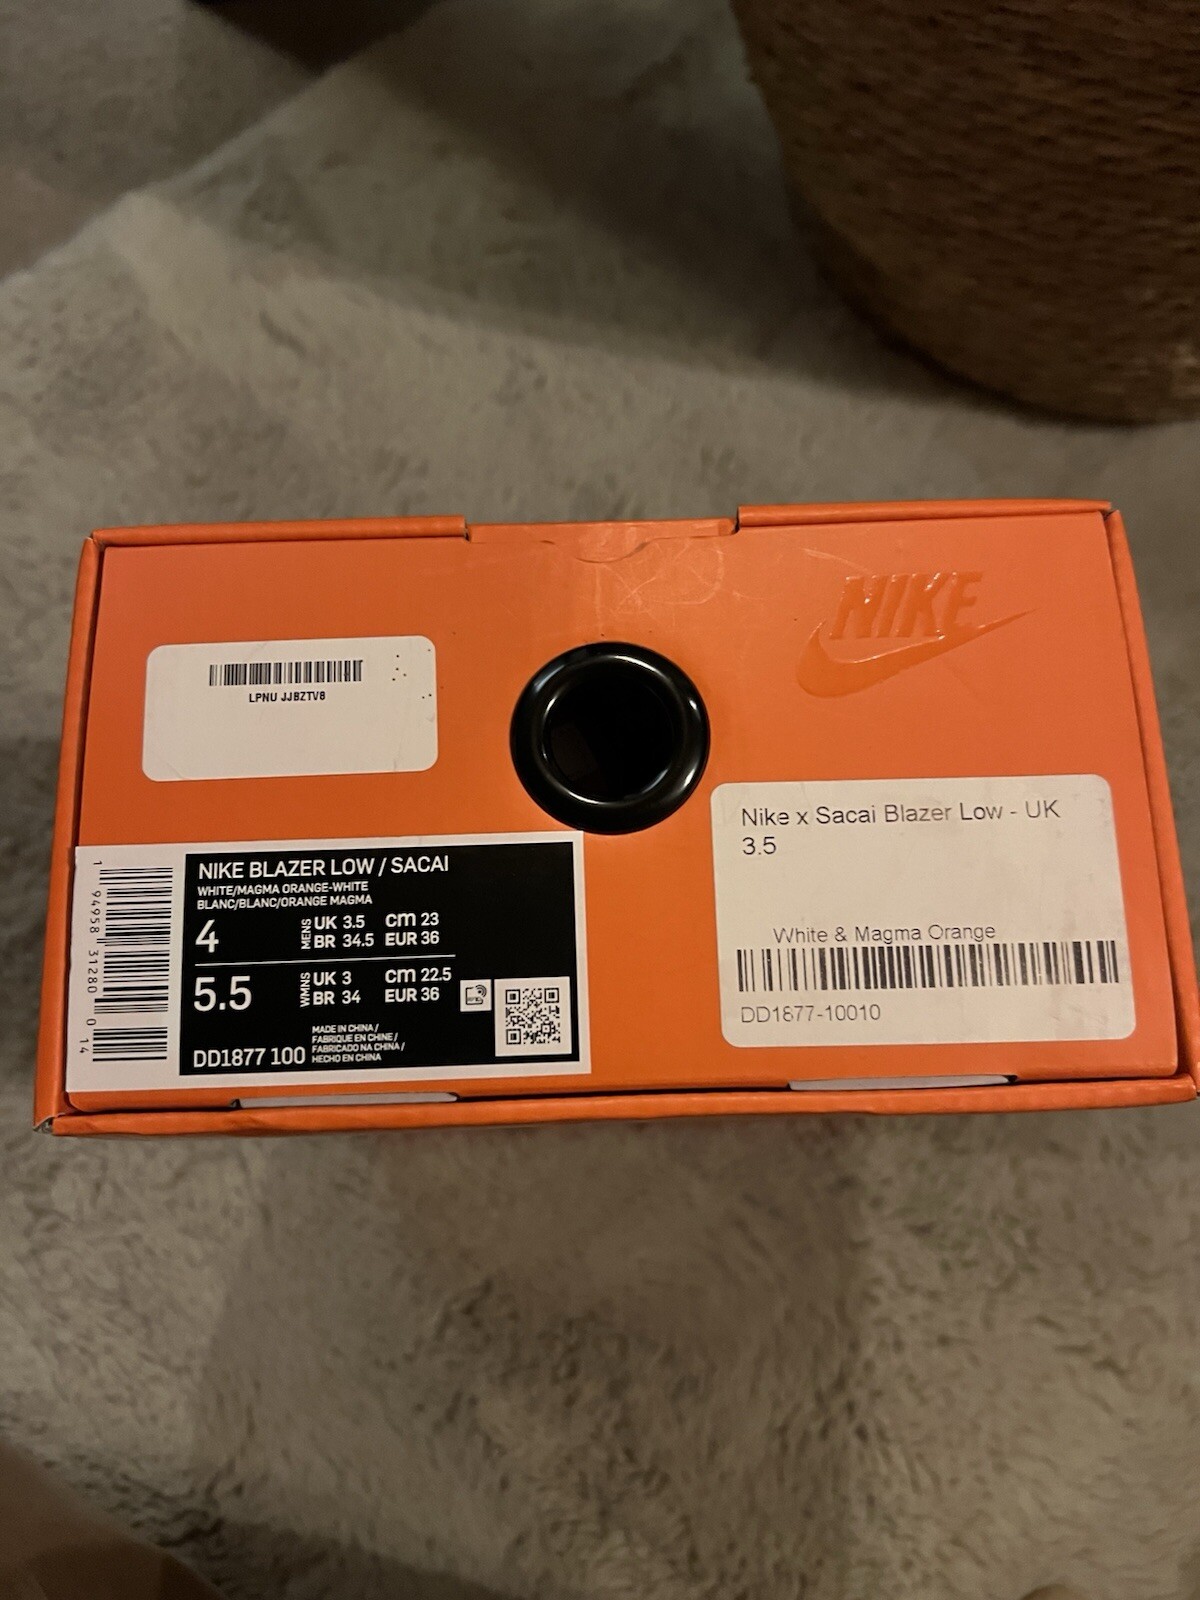 NIKE
LPNU JJBZTV8
Nike x Sacai Blazer Low - UK
3.5
White & Magma Orange
DD1877-10010
1 94958 31280 0 14
NIKE BLAZER LOW / SACAI
WHITE/MAGMA ORANGE-WHITE
BLANC/BLANC/ORANGE MAGMA
4 MENS UK 3.5 cm 23
BR 34.5 EUR 36
5.5 WMNS UK 3 cm 22.5
BR 34 EUR 36
DD1877 100
MADE IN CHINA /
FABRIQUE EN CHINE /
FABRICADO NA CHINA /
HECHO EN CHINA